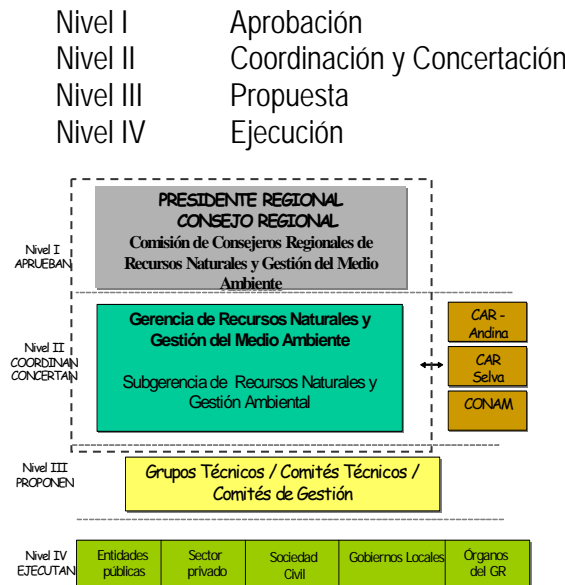 Nivel I Aprobación
Nivel II Coordinación y Concertación
Nivel III Propuesta
Nivel IV Ejecución
PRESIDENTE REGIONAL
CONSEJO REGIONAL
Comisión de Consejeros Regionales de
Recursos Naturales y Gestión del Medio
Ambiente
Nivel I
APRUEBAN
Gerencia de Recursos Naturales y
Gestión del Medio Ambiente
Subgerencia de Recursos Naturales y
Gestión Ambiental
Nivel II
COORDINAN
CONCERTAN
CAR -
Andina
CAR
Selva
CONAM
Nivel III
PROPONEN
Grupos Técnicos / Comités Técnicos /
Comités de Gestión
Nivel IV
EJECUTAN
Entidades
públicas
Sector
privado
Sociedad
Civil
Gobiernos Locales
Órganos
del GR